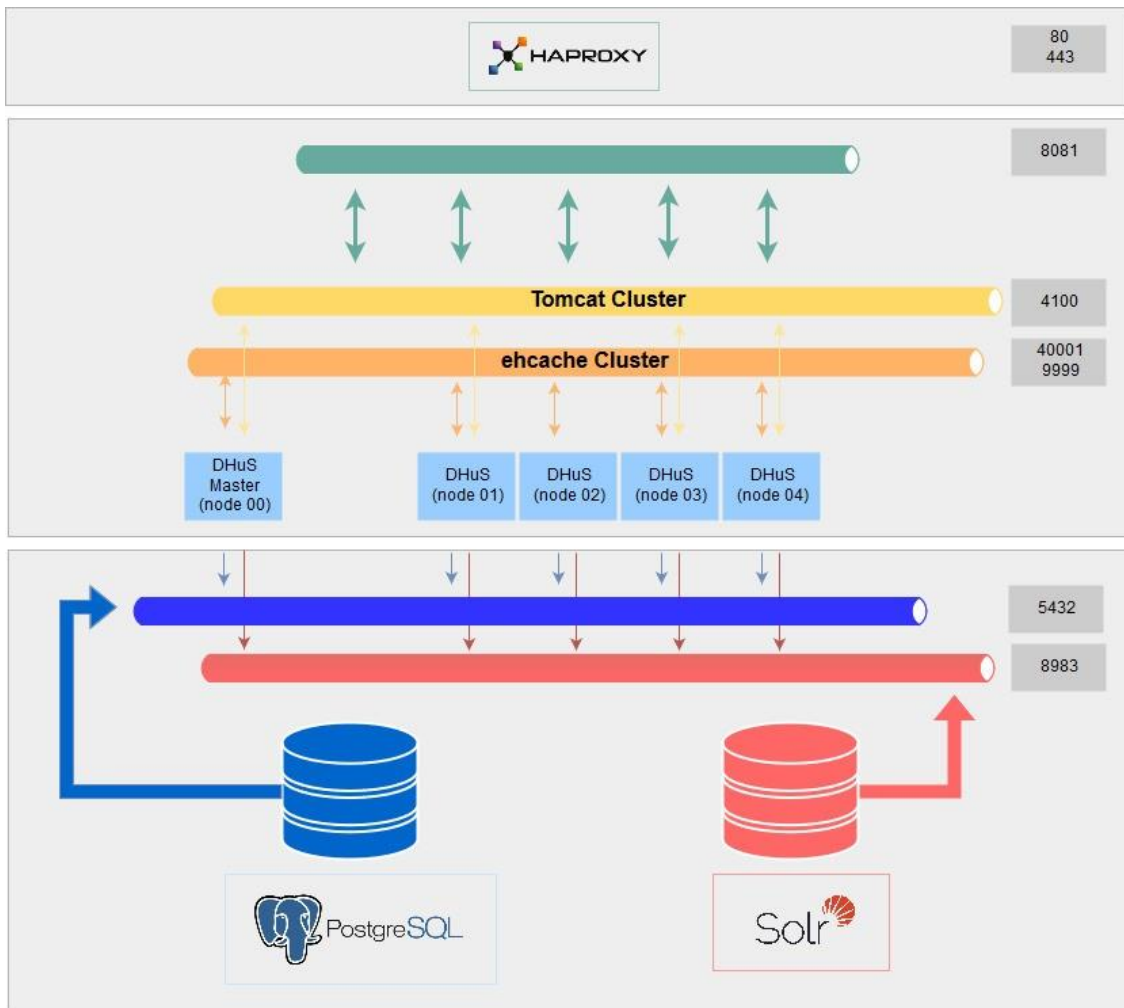 HAPROXY
80
443
8081
Tomcat Cluster
4100
ehcache Cluster
40001
9999
DHuS
Master
(node 00)
DHuS
(node 01)
DHuS
(node 02)
DHuS
(node 03)
DHuS
(node 04)
5432
8983
PostgreSQL
Solr